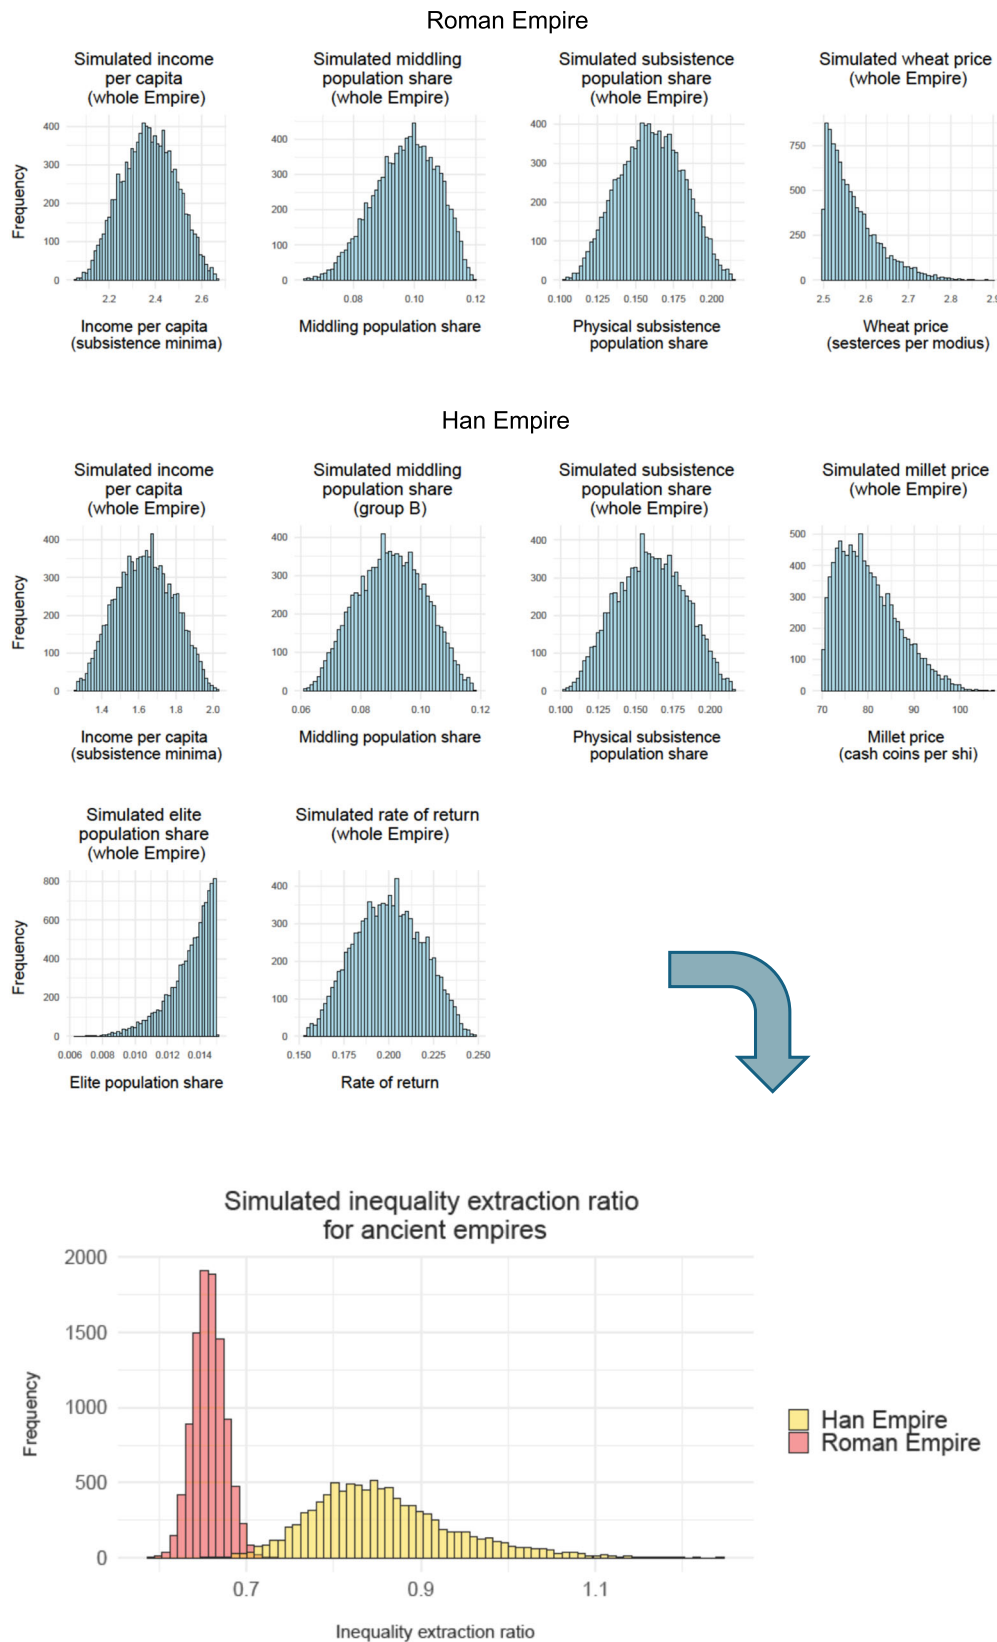 Roman Empire
Simulated income
per capita
(whole Empire)
400
300
200
100
0
Frequency
2.2 2.4 2.6
Income per capita
(subsistence minima)
Simulated middling
population share
(whole Empire)
400
300
200
100
0
0.08 0.10 0.12
Middling population share
Simulated subsistence
population share
(whole Empire)
400
300
200
100
0
0.100 0.125 0.150 0.175 0.200
Physical subsistence
population share
Simulated wheat price
(whole Empire)
750
500
250
0
2.5 2.6 2.7 2.8 2.9
Wheat price
(sesterces per modius)
Han Empire
Simulated income
per capita
(whole Empire)
400
300
200
100
0
Frequency
1.4 1.6 1.8 2.0
Income per capita
(subsistence minima)
Simulated middling
population share
(group B)
400
300
200
100
0
0.06 0.08 0.10 0.12
Middling population share
Simulated subsistence
population share
(whole Empire)
400
300
200
100
0
0.100 0.125 0.150 0.175 0.200
Physical subsistence
population share
Simulated millet price
(whole Empire)
500
400
300
200
100
0
70 80 90 100
Millet price
(cash coins per shi)
Simulated elite
population share
(whole Empire)
800
600
400
200
0
Frequency
0.006 0.008 0.010 0.012 0.014
Elite population share
Simulated rate of return
(whole Empire)
400
300
200
100
0
0.150 0.175 0.200 0.225 0.250
Rate of return
Simulated inequality extraction ratio
for ancient empires
2000
1500
1000
500
0
Frequency
0.7 0.9 1.1
Inequality extraction ratio
Han Empire
Roman Empire